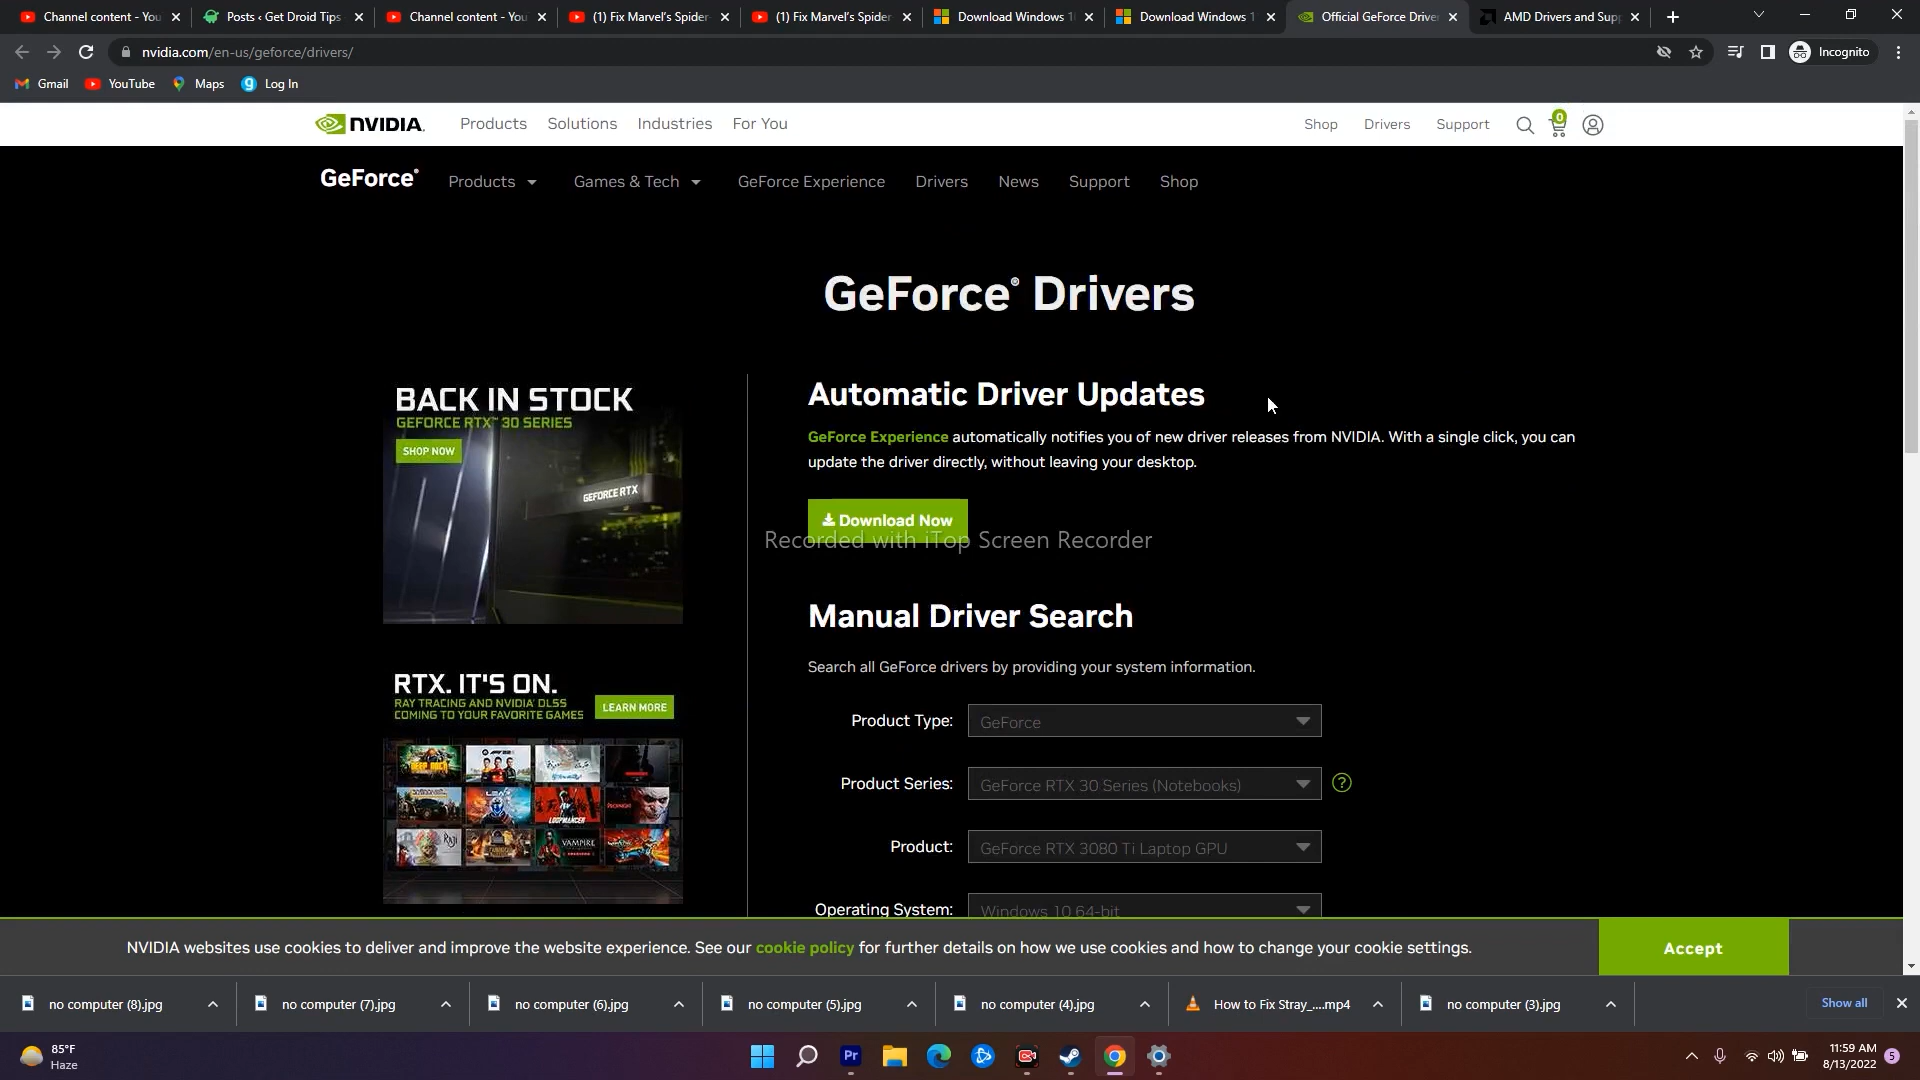 Channel content - You
Posts ‹ Get Droid Tips
Channel content - You
(1) Fix Marvel's Spider
(1) Fix Marvel's Spider
Download Windows 1
Download Windows 1
Official GeForce Driver
AMD Drivers and Supp
nvidia.com/en-us/geforce/drivers/
Incognito
Gmail
YouTube
Maps
Log In
NVIDIA.
Products
Solutions
Industries
For You
Shop
Drivers
Support
0
GeForce®
Products
Games & Tech
GeForce Experience
Drivers
News
Support
Shop
GeForce® Drivers
BACK IN STOCK
GEFORCE RTX™ 30 SERIES
SHOP NOW
GEFORCE RTX
Automatic Driver Updates
GeForce Experience automatically notifies you of new driver releases from NVIDIA. With a single click, you can
update the driver directly, without leaving your desktop.
Download Now
Recorded with iTop Screen Recorder
Manual Driver Search
Search all GeForce drivers by providing your system information.
RTX. IT'S ON.
RAY TRACING AND NVIDIA DLSS
COMING TO YOUR FAVORITE GAMES
LEARN MORE
LOOPMANCER
RAJI
VAMPIRE
Product Type:
GeForce
Product Series:
GeForce RTX 30 Series (Notebooks)
?
Product:
GeForce RTX 3080 Ti Laptop GPU
Operating System:
Windows 10 64-bit
NVIDIA websites use cookies to deliver and improve the website experience. See our cookie policy for further details on how we use cookies and how to change your cookie settings.
Accept
no computer (8).jpg
no computer (7).jpg
no computer (6).jpg
no computer (5).jpg
no computer (4).jpg
How to Fix Stray_....mp4
no computer (3).jpg
Show all
85°F
Haze
Pr
11:59 AM
8/13/2022
5